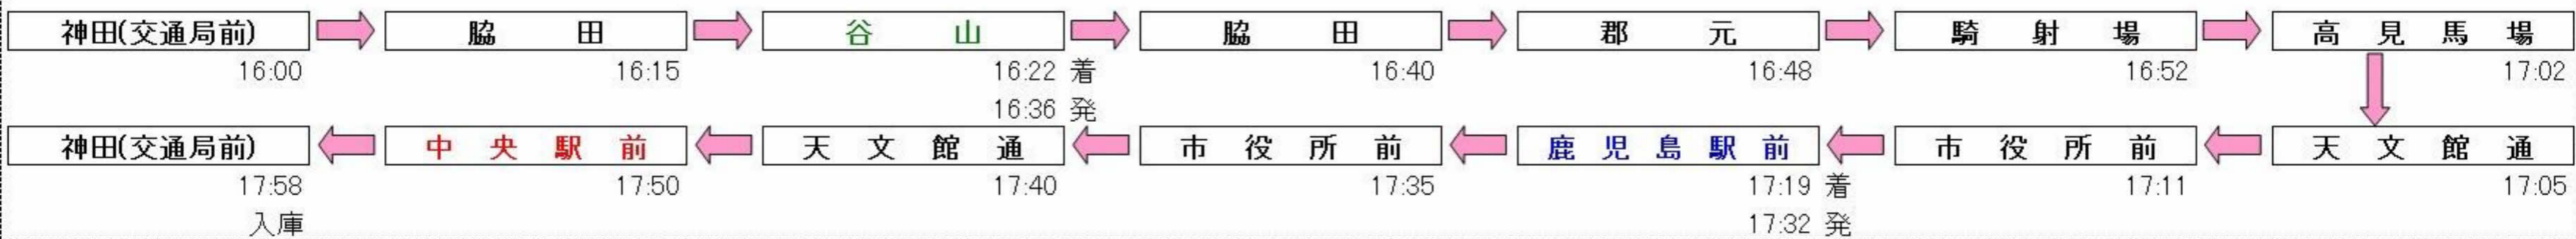 神田(交通局前) 脇田 谷山 脇田 郡元 騎射場 高見馬場
16:00 16:15 16:22 着 16:40 16:48 16:52 17:02
16:36 発
神田(交通局前) 中央駅前 天文館通 市役所前 鹿児島駅前 市役所前 天文館通
17:58 17:50 17:40 17:35 17:19 着 17:11 17:05
入庫 17:32 発